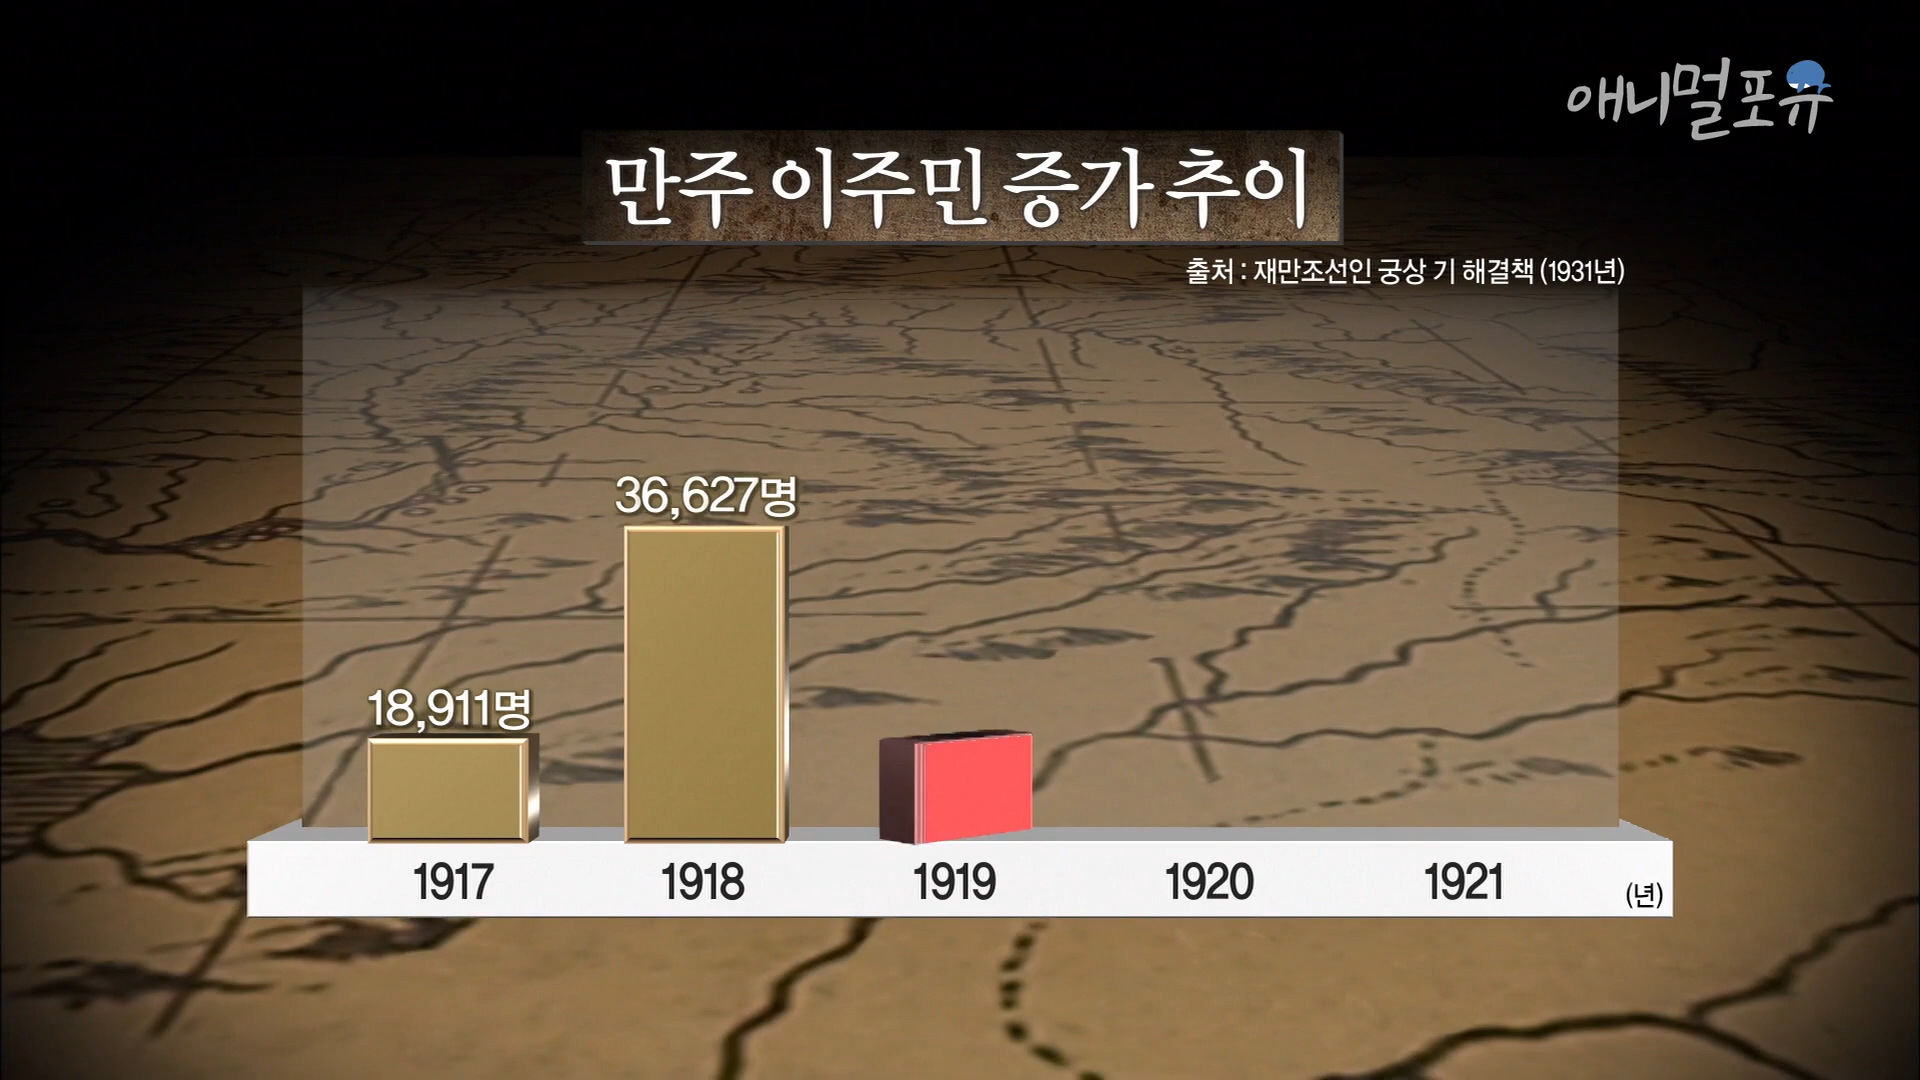 애니멀포유
만주 이주민 증가 추이
출처 : 재만조선인 궁상 기 해결책 (1931년)
36,627명
18,911명
1917 1918 1919 1920 1921 (년)